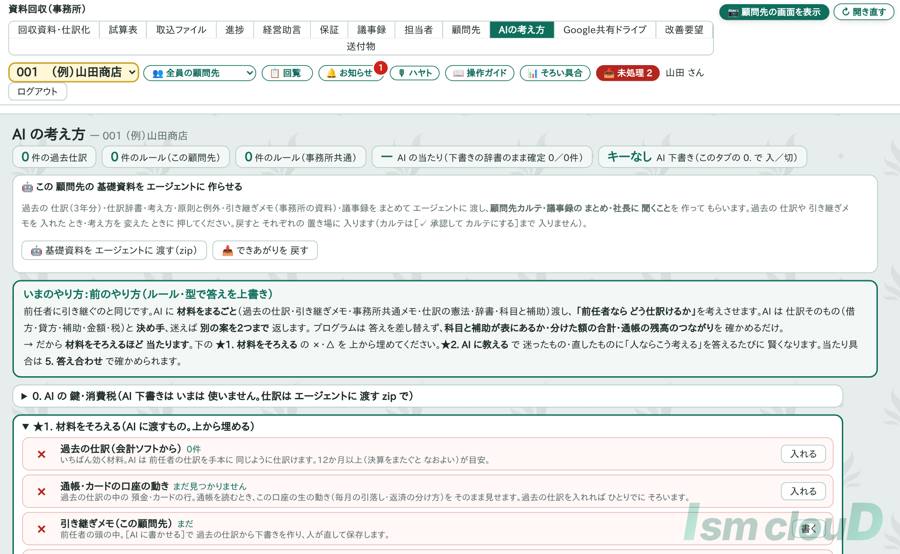 資料回収(事務所)
📷 顧問先の画面を表示
↻ 開き直す
回収資料・仕訳化 試算表 取込ファイル 進捗 経営助言 保証 議事録 担当者 顧問先 AIの考え方 Google共有ドライブ 改善要望
送付物
001 (例)山田商店
👥 全員の顧問先
📋 回覧
🔔 お知らせ 1
🎙 ハヤト
📖 操作ガイド
📊 そろい具合
📥 未処理 2
山田 さん
ログアウト
AI の考え方 — 001 (例)山田商店
0 件の過去仕訳
0 件のルール(この顧問先)
0 件のルール(事務所共通)
— AI の当たり(下書きの辞書のまま確定 0/0件)
キーなし AI 下書き(このタブの 0. で 入/切)
🤖 この 顧問先の 基礎資料を エージェントに 作らせる
過去の 仕訳(3年分)・仕訳辞書・考え方・原則と例外・引き継ぎメモ(事務所の資料)・議事録を まとめて エージェントに 渡し、顧問先カルテ・議事録の まとめ・社長に 聞くことを 作って もらいます。過去の 仕訳や 引き継ぎメ
モを 入れた とき・考え方を 変えた ときに 押してください。戻すと それぞれの 置き場に 入ります(カルテは[✓ 承認して カルテにする]まで 入りません)。
🤖 基礎資料を エージェントに 渡す(zip)
📥 できあがりを 戻す
いまのやり方:前のやり方(ルール・型で答えを上書き)
前任者に引き継ぐのと同じです。AI に 材料をまるごと(過去の仕訳・引き継ぎメモ・事務所共通メモ・仕訳の憲法・辞書・科目と補助)渡し、「前任者なら どう仕訳けるか」を考えさせます。AI は 仕訳そのもの(借
方・貸方・補助・金額・税)と 決め手、迷えば 別の案を2つまで 返します。プログラムは 答えを差し替えず、科目と補助が表にあるか・分けた額の合計・通帳の残高のつながり を 確かめるだけ。
→ だから 材料をそろえるほど 当たります。下の ★1. 材料をそろえる の ×・△ を 上から埋めてください。★2. AI に教える で 迷ったもの・直したものに「人ならこう考える」を答えるたびに 賢くなります。当たり具
合は 5. 答え合わせ で確かめられます。
▶ 0. AI の 鍵・消費税(AI 下書きは いまは 使いません。仕訳は エージェントに 渡す zip で)
▼ ★1. 材料をそろえる(AI に渡すもの。上から埋める)
× 過去の仕訳(会計ソフトから) 0件
いちばん効く材料。AI は 前任者の仕訳を手本に 同じように仕訳けます。12か月以上(決算をまたぐと なおよい)が目安。
入れる
× 通帳・カードの口座の動き まだ見つかりません
過去の仕訳の中の 預金・カードの行。通帳を読むとき、この口座の生の動き(毎月の引落し・返済の分け方)を そのまま見せます。過去の仕訳を入れれば ひとりでに そろいます。
入れる
× 引き継ぎメモ(この顧問先) まだ
前任者の頭の中。[AI に書かせる]で 過去の仕訳から下書きを作り、人が直して保存します。
書く
Ism clouD